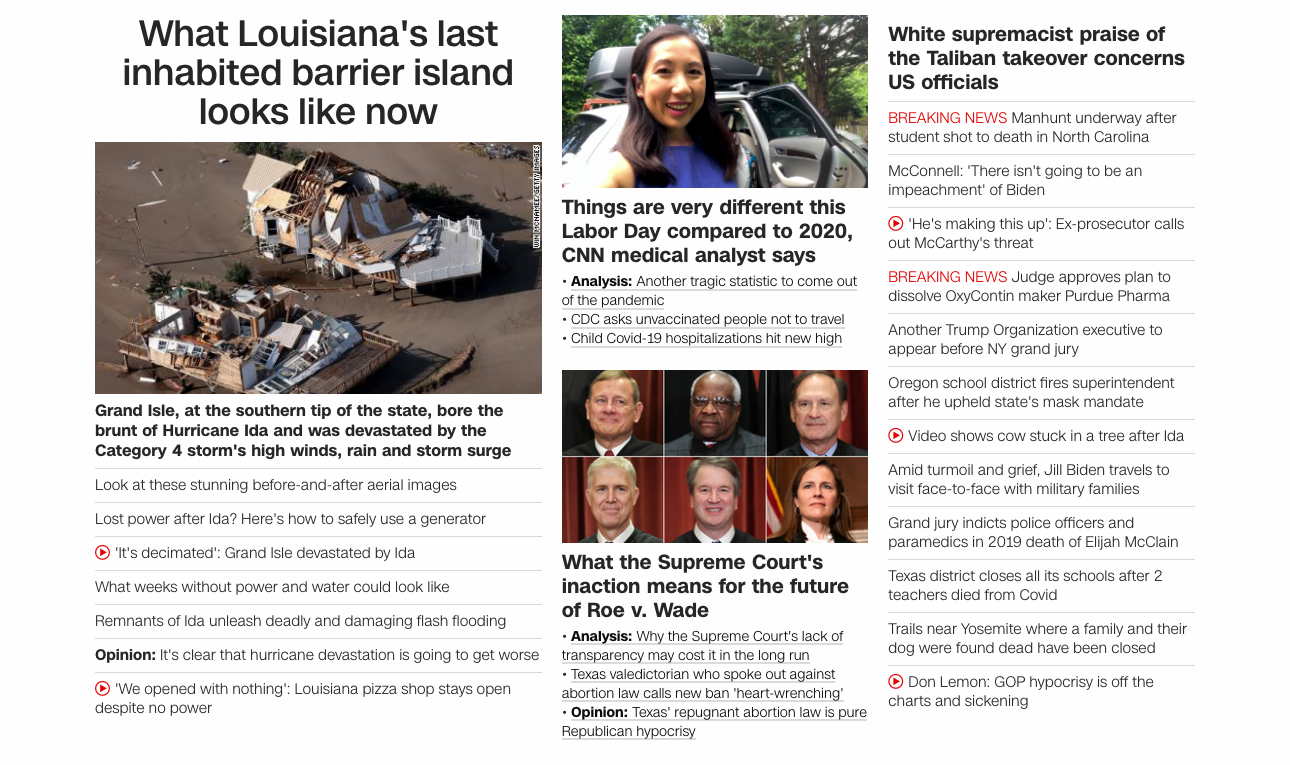 What Louisiana's last
inhabited barrier island
looks like now
WIN MCNAMEE/GETTY IMAGES
Grand Isle, at the southern tip of the state, bore the
brunt of Hurricane Ida and was devastated by the
Category 4 storm's high winds, rain and storm surge
Look at these stunning before-and-after aerial images
Lost power after Ida? Here's how to safely use a generator
'It's decimated': Grand Isle devastated by Ida
What weeks without power and water could look like
Remnants of Ida unleash deadly and damaging flash flooding
Opinion: It's clear that hurricane devastation is going to get worse
'We opened with nothing': Louisiana pizza shop stays open
despite no power
Things are very different this
Labor Day compared to 2020,
CNN medical analyst says
• Analysis: Another tragic statistic to come out
of the pandemic
• CDC asks unvaccinated people not to travel
• Child Covid-19 hospitalizations hit new high
What the Supreme Court's
inaction means for the future
of Roe v. Wade
• Analysis: Why the Supreme Court's lack of
transparency may cost it in the long run
• Texas valedictorian who spoke out against
abortion law calls new ban 'heart-wrenching'
• Opinion: Texas' repugnant abortion law is pure
Republican hypocrisy
White supremacist praise of
the Taliban takeover concerns
US officials
BREAKING NEWS Manhunt underway after
student shot to death in North Carolina
McConnell: 'There isn't going to be an
impeachment' of Biden
'He's making this up': Ex-prosecutor calls
out McCarthy's threat
BREAKING NEWS Judge approves plan to
dissolve OxyContin maker Purdue Pharma
Another Trump Organization executive to
appear before NY grand jury
Oregon school district fires superintendent
after he upheld state's mask mandate
Video shows cow stuck in a tree after Ida
Amid turmoil and grief, Jill Biden travels to
visit face-to-face with military families
Grand jury indicts police officers and
paramedics in 2019 death of Elijah McClain
Texas district closes all its schools after 2
teachers died from Covid
Trails near Yosemite where a family and their
dog were found dead have been closed
Don Lemon: GOP hypocrisy is off the
charts and sickening